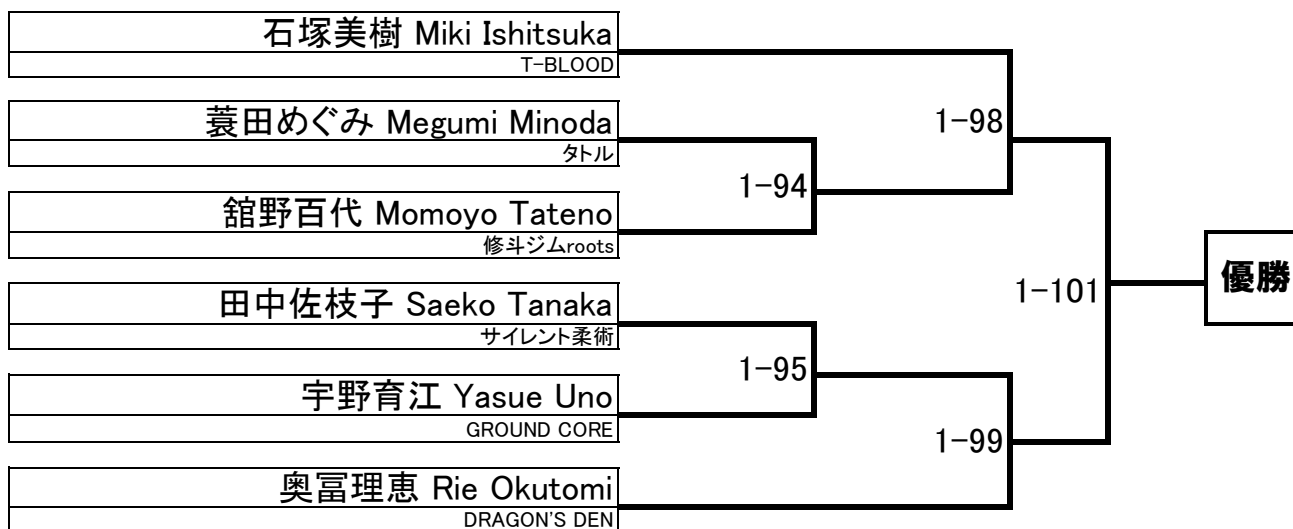 石塚美樹 Miki Ishitsuka
T-BLOOD
蓑田めぐみ Megumi Minoda
タトル
舘野百代 Momoyo Tateno
修斗ジムroots
田中佐枝子 Saeko Tanaka
サイレント柔術
宇野育江 Yasue Uno
GROUND CORE
奥冨理恵 Rie Okutomi
DRAGON'S DEN
1-94
1-95
1-98
1-99
1-101
優勝